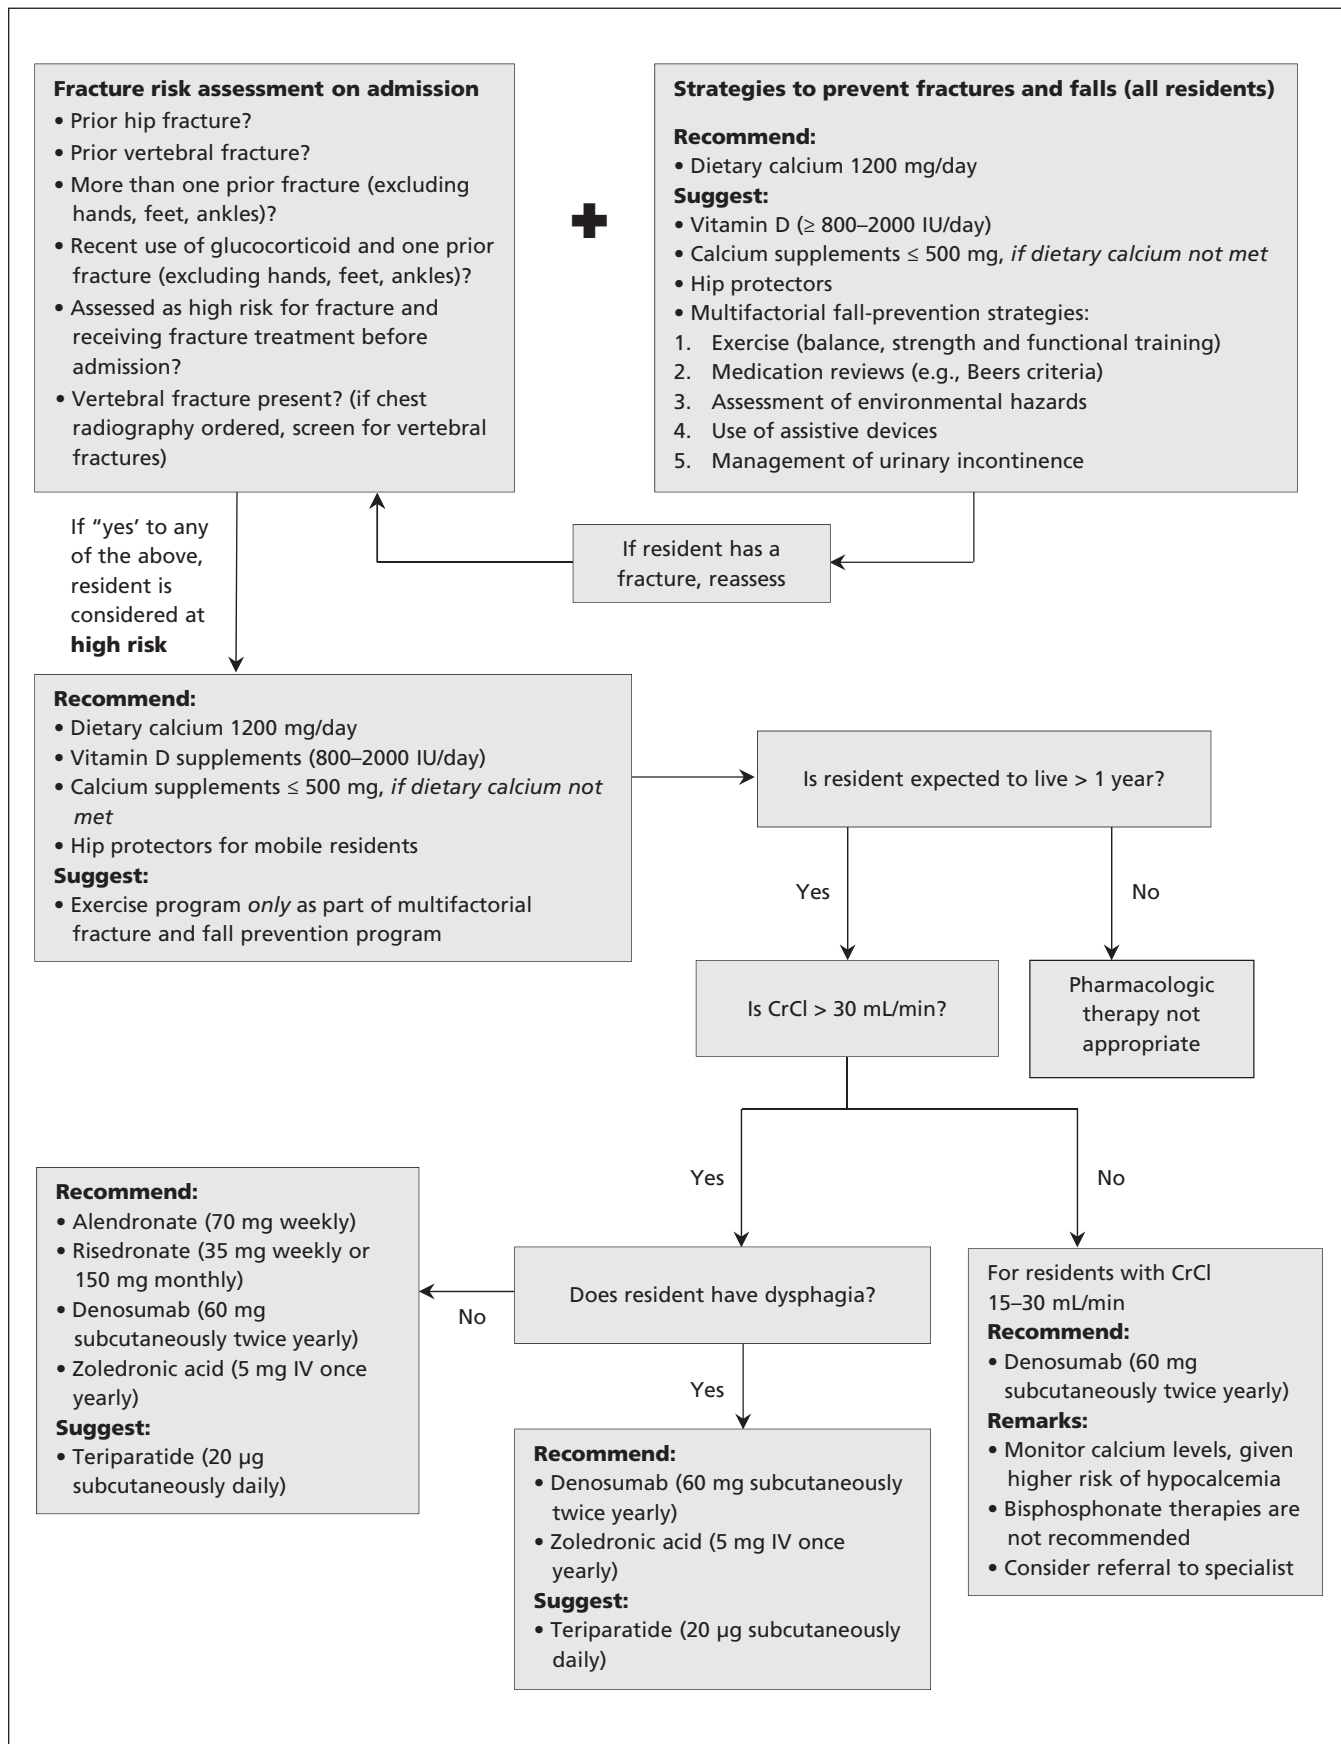 Fracture risk assessment on admission
• Prior hip fracture?
• Prior vertebral fracture?
• More than one prior fracture (excluding
hands, feet, ankles)?
• Recent use of glucocorticoid and one prior
fracture (excluding hands, feet, ankles)?
• Assessed as high risk for fracture and
receiving fracture treatment before
admission?
• Vertebral fracture present? (if chest
radiography ordered, screen for vertebral
fractures)
Strategies to prevent fractures and falls (all residents)
Recommend:
• Dietary calcium 1200 mg/day
Suggest:
• Vitamin D (≥ 800–2000 IU/day)
• Calcium supplements ≤ 500 mg, if dietary calcium not met
• Hip protectors
• Multifactorial fall-prevention strategies:
1. Exercise (balance, strength and functional training)
2. Medication reviews (e.g., Beers criteria)
3. Assessment of environmental hazards
4. Use of assistive devices
5. Management of urinary incontinence
If "yes' to any
of the above,
resident is
considered at
high risk
If resident has a
fracture, reassess
Recommend:
• Dietary calcium 1200 mg/day
• Vitamin D supplements (800–2000 IU/day)
• Calcium supplements ≤ 500 mg, if dietary calcium not
met
• Hip protectors for mobile residents
Suggest:
• Exercise program only as part of multifactorial
fracture and fall prevention program
Is resident expected to live > 1 year?
Yes
No
Is CrCl > 30 mL/min?
Pharmacologic
therapy not
appropriate
Yes
No
Recommend:
• Alendronate (70 mg weekly)
• Risedronate (35 mg weekly or
150 mg monthly)
• Denosumab (60 mg
subcutaneously twice yearly)
• Zoledronic acid (5 mg IV once
yearly)
Suggest:
• Teriparatide (20 µg
subcutaneously daily)
No
Does resident have dysphagia?
Yes
Recommend:
• Denosumab (60 mg subcutaneously
twice yearly)
• Zoledronic acid (5 mg IV once
yearly)
Suggest:
• Teriparatide (20 µg subcutaneously
daily)
For residents with CrCl
15–30 mL/min
Recommend:
• Denosumab (60 mg
subcutaneously twice yearly)
Remarks:
• Monitor calcium levels, given
higher risk of hypocalcemia
• Bisphosphonate therapies are
not recommended
• Consider referral to specialist